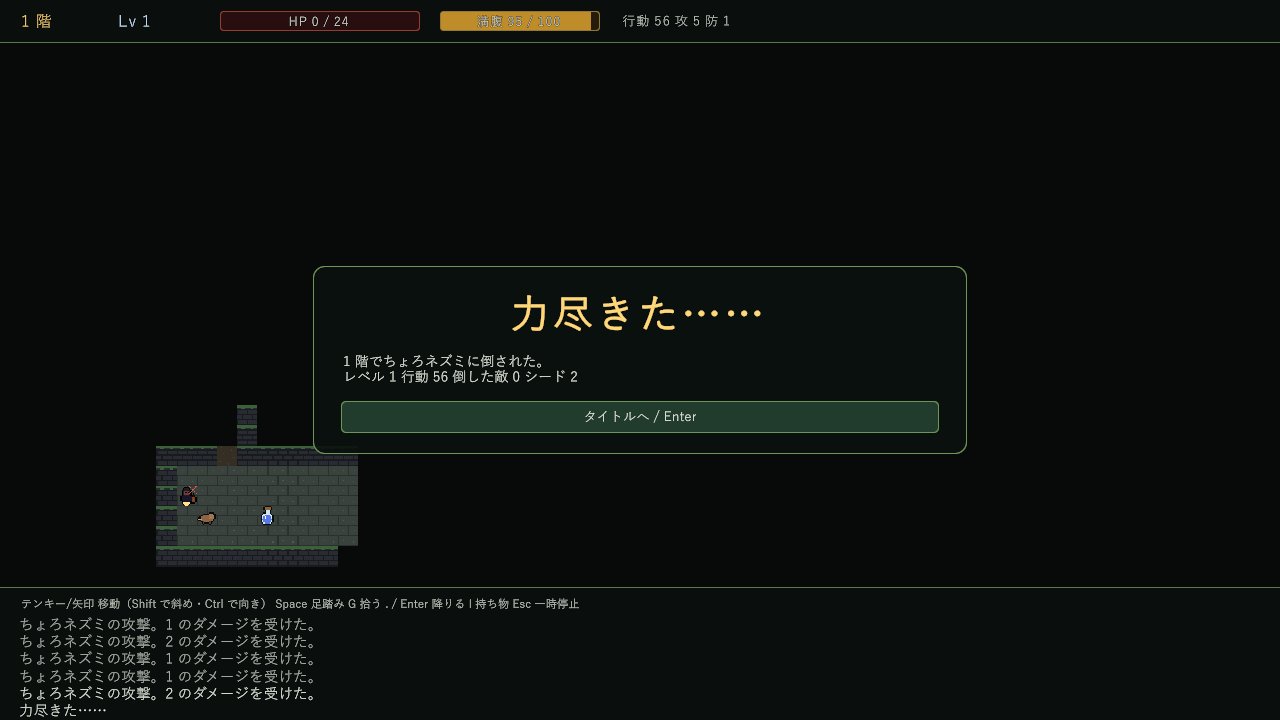 1 階 Lv 1 HP 0 / 24 満腹 95 / 100 行動 56 攻 5 防 1
力尽きた……
1 階でちょろネズミに倒された。
レベル 1 行動 56 倒した敵 0 シード 2
タイトルへ / Enter
テンキー/矢印 移動（Shift で斜め・Ctrl で向き） Space 足踏み G 拾う . / Enter 降りる I 持ち物 Esc 一時停止
ちょろネズミの攻撃。1 のダメージを受けた。
ちょろネズミの攻撃。2 のダメージを受けた。
ちょろネズミの攻撃。1 のダメージを受けた。
ちょろネズミの攻撃。1 のダメージを受けた。
ちょろネズミの攻撃。2 のダメージを受けた。
力尽きた……